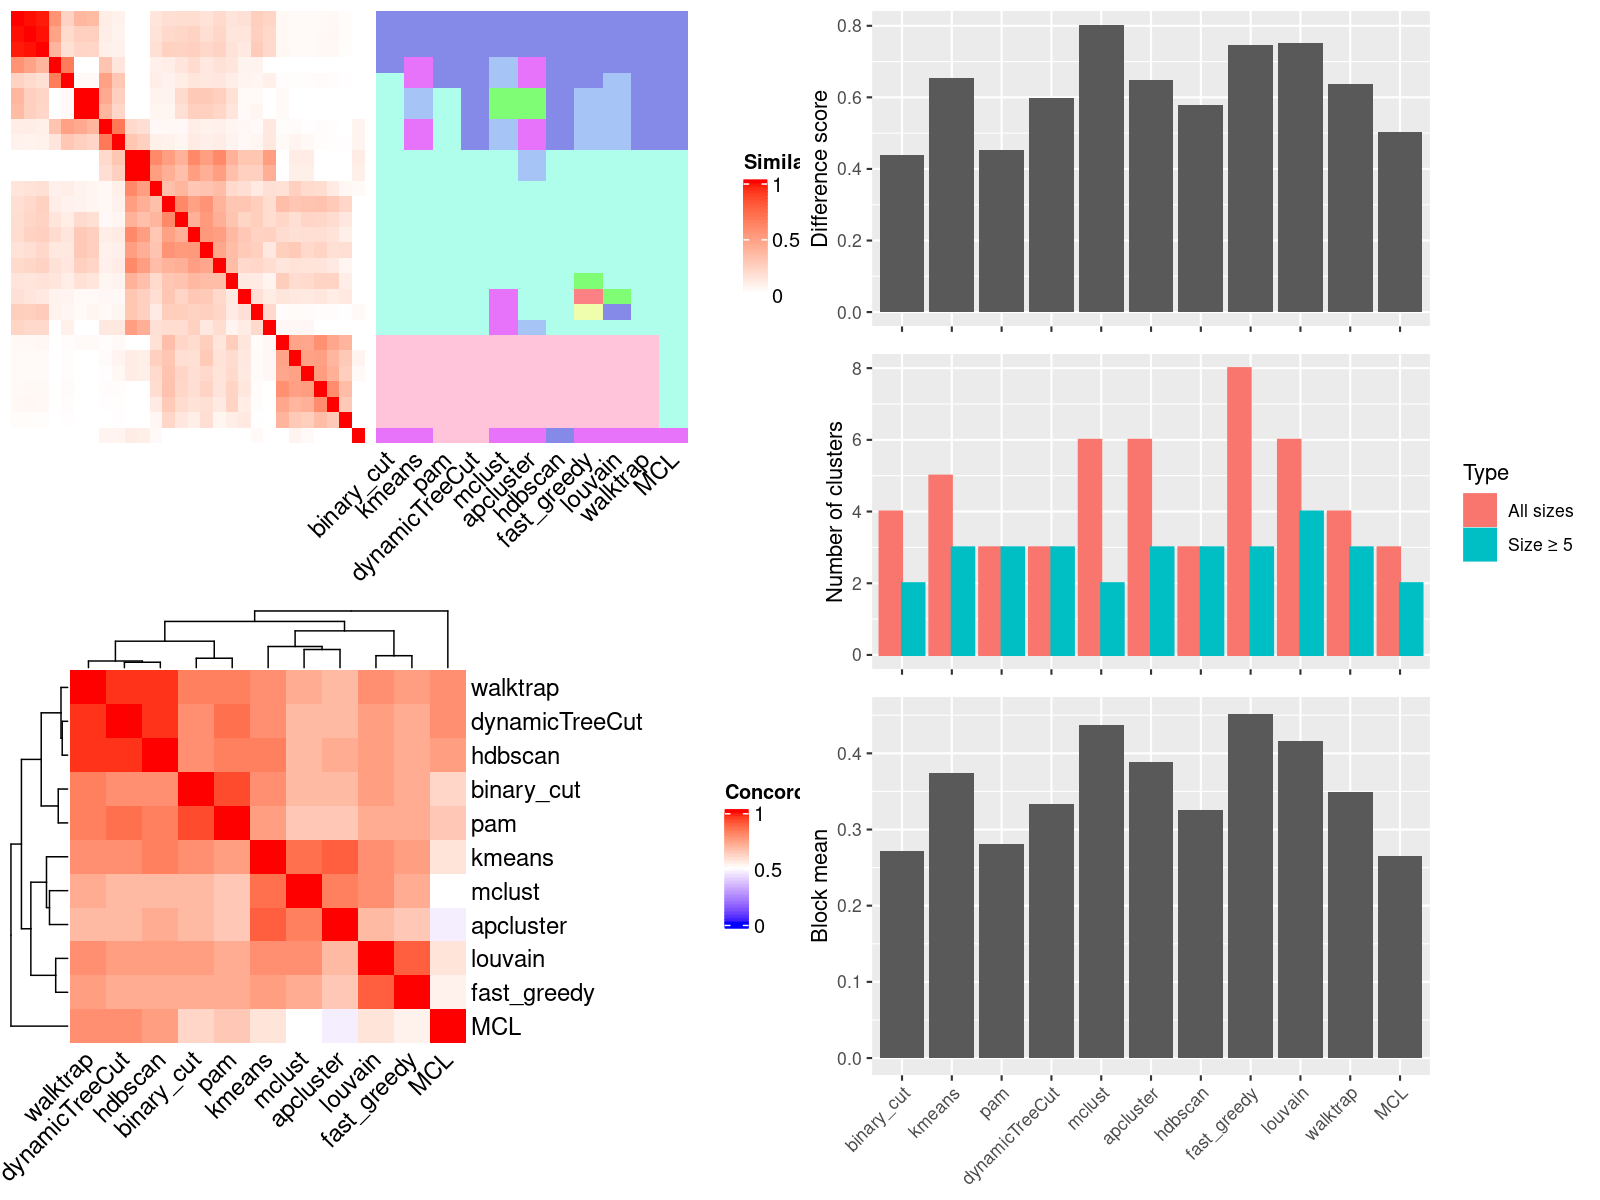 Simila
1
0.5
0
binary_cut
kmeans
pam
dynamicTreeCut
mclust
apcluster
hdbscan
fast_greedy
louvain
walktrap
MCL
walktrap
dynamicTreeCut
hdbscan
binary_cut
pam
kmeans
mclust
apcluster
louvain
fast_greedy
MCL
Concord
1
0.5
0
walktrap
dynamicTreeCut
hdbscan
binary_cut
pam
kmeans
mclust
apcluster
louvain
fast_greedy
MCL
Difference score
0.8
0.6
0.4
0.2
0.0
Number of clusters
8
6
4
2
0
Type
All sizes
Size ≥ 5
Block mean
0.4
0.3
0.2
0.1
0.0
binary_cut
kmeans
pam
dynamicTreeCut
mclust
apcluster
hdbscan
fast_greedy
louvain
walktrap
MCL